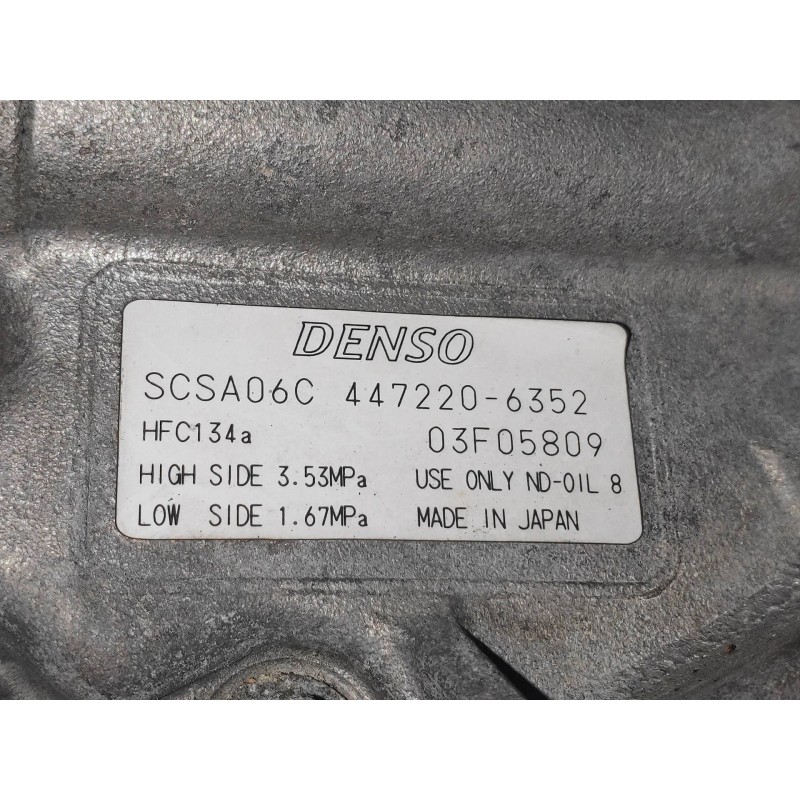 DENSO
SCSA06C 447220-6352
HFC134a 03F05809
HIGH SIDE 3.53MPa USE ONLY ND-OIL 8
LOW SIDE 1.67MPa MADE IN JAPAN